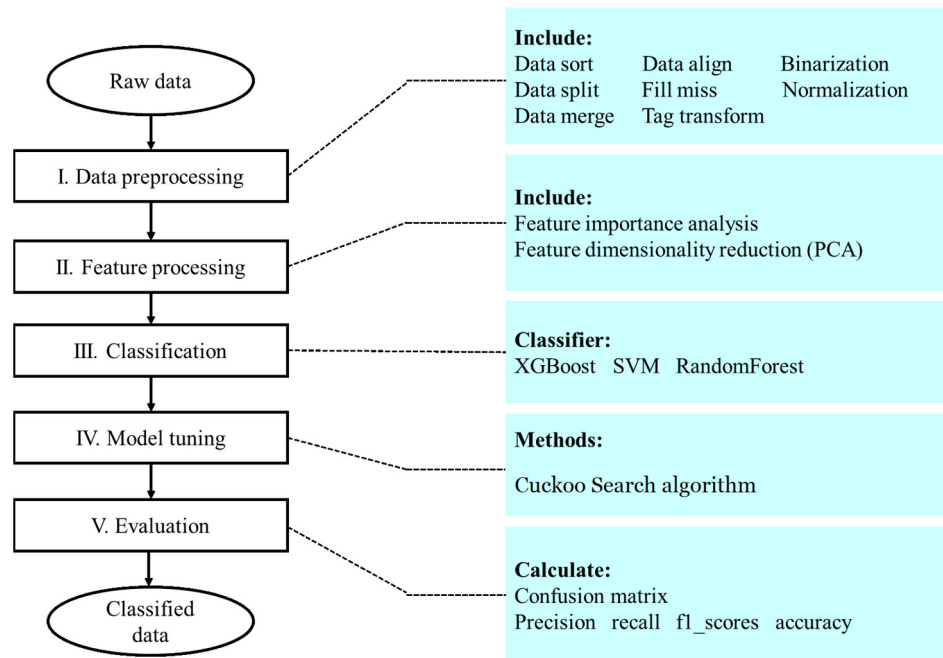 Raw data
I. Data preprocessing
II. Feature processing
III. Classification
IV. Model tuning
V. Evaluation
Classified
data
Include:
Data sort Data align Binarization
Data split Fill miss Normalization
Data merge Tag transform
Include:
Feature importance analysis
Feature dimensionality reduction (PCA)
Classifier:
XGBoost SVM RandomForest
Methods:
Cuckoo Search algorithm
Calculate:
Confusion matrix
Precision recall f1_scores accuracy